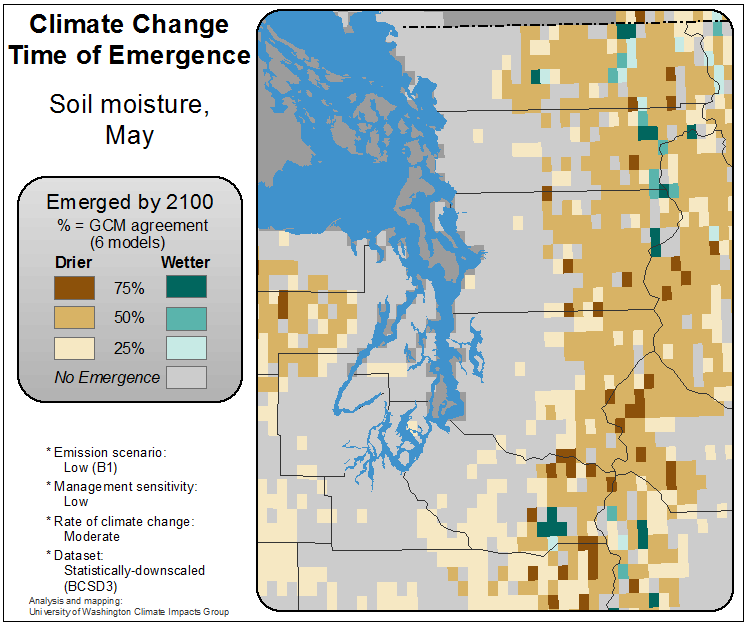 Climate Change
Time of Emergence
Soil moisture,
May
Emerged by 2100
% = GCM agreement
(6 models)
Drier Wetter
75%
50%
25%
No Emergence
* Emission scenario:
Low (B1)
* Management sensitivity:
Low
* Rate of climate change:
Moderate
* Dataset:
Statistically-downscaled
(BCSD3)
Analysis and mapping:
University of Washington Climate Impacts Group